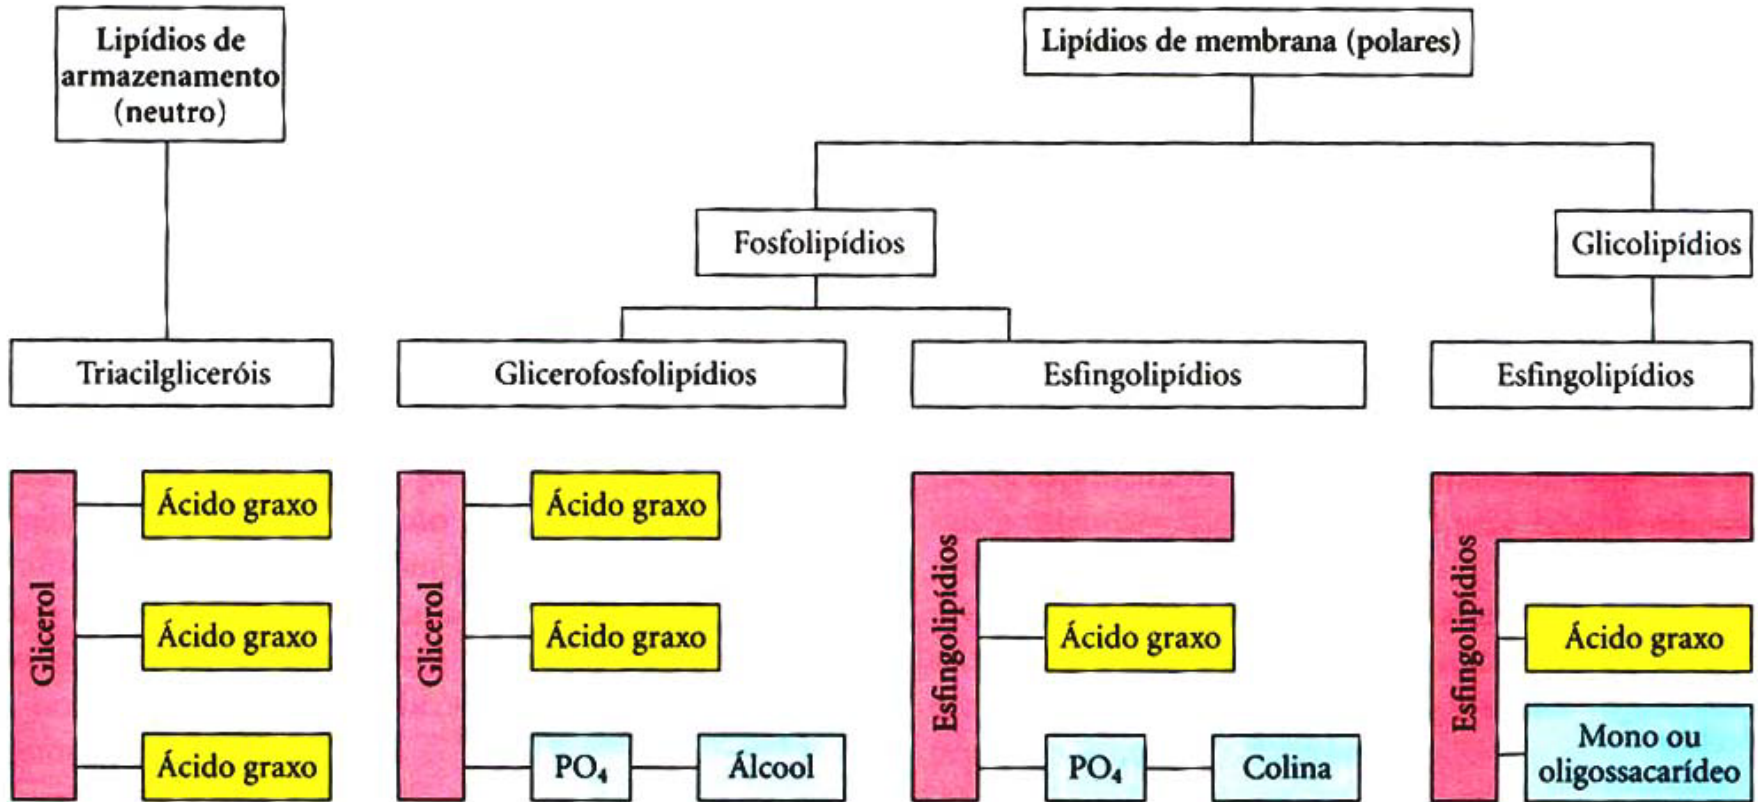 Lipídios de
armazenamento
(neutro)
Lipídios de membrana (polares)
Fosfolipídios
Glicolipídios
Triacilgliceróis
Glicerofosfolipídios
Esfingolipídios
Esfingolipídios
Glicerol
Ácido graxo
Ácido graxo
Ácido graxo
Glicerol
Ácido graxo
Ácido graxo
PO₄
Álcool
Esfingolipídios
Ácido graxo
PO₄
Colina
Esfingolipídios
Ácido graxo
Mono ou
oligossacarídeo